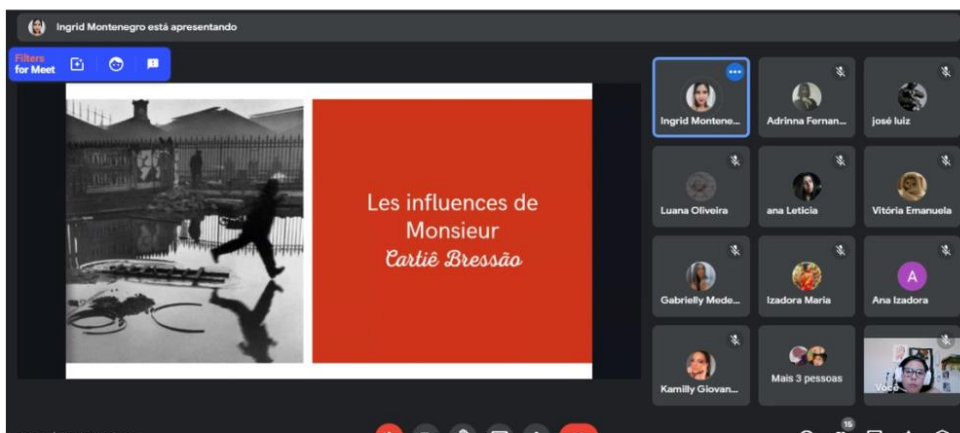 Ingrid Montenegro está apresentando
Filters
for Meet
Les influences de
Monsieur
Cartiê Bressão
Ingrid Montene...
Adrinna Fernan...
josé luiz
Luana Oliveira
ana Leticia
Vitória Emanuela
Gabrielly Mede...
Izadora Maria
A
Ana Izadora
Kamilly Giovan...
Mais 3 pessoas
Você
15